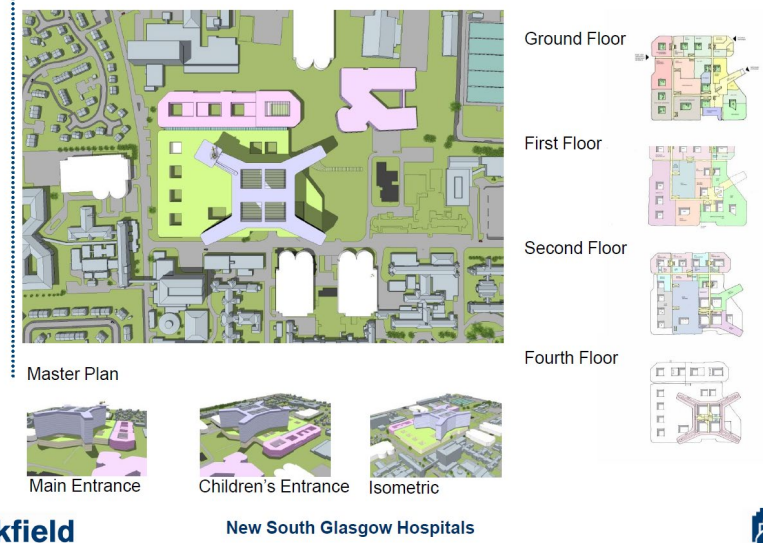 Ground Floor
First Floor
Second Floor
Fourth Floor
Master Plan
Main Entrance
Children's Entrance
Isometric
kfield
New South Glasgow Hospitals